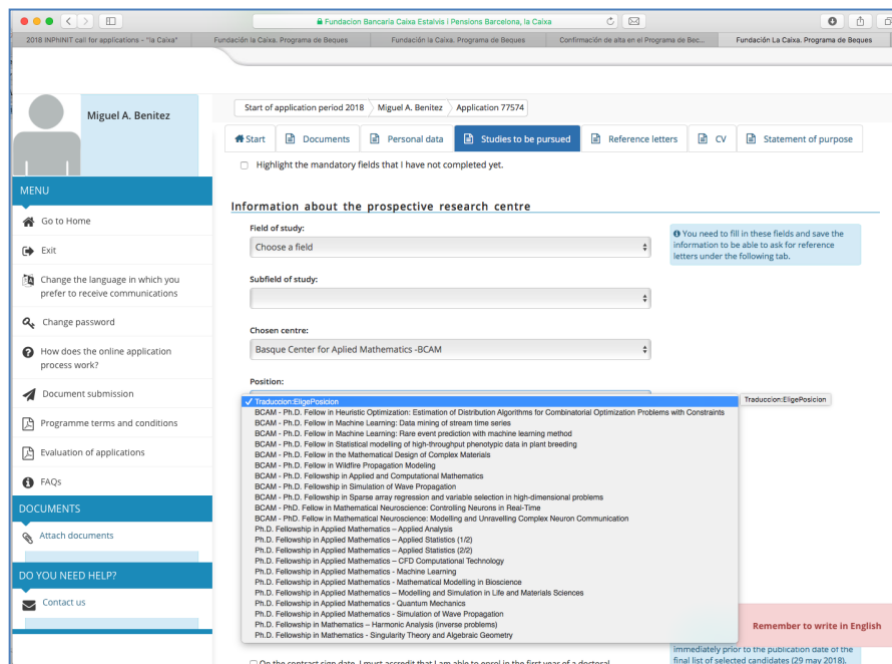 Fundacion Bancaria Caixa Estalvis i Pensions Barcelona, la Caixa
2018 INPhINIT call for applications - "la Caixa"
Fundación la Caixa. Programa de Beques
Fundación la Caixa. Programa de Beques
Confirmación de alta en el Programa de Bec...
Fundación La Caixa. Programa de Beques
Miguel A. Benitez
Start of application period 2018 Miguel A. Benitez Application 77574
Start Documents Personal data Studies to be pursued Reference letters CV Statement of purpose
Highlight the mandatory fields that I have not completed yet.
MENU
Go to Home
Exit
Change the language in which you
prefer to receive communications
Change password
How does the online application
process work?
Document submission
Programme terms and conditions
Evaluation of applications
FAQs
DOCUMENTS
Attach documents
DO YOU NEED HELP?
Contact us
Information about the prospective research centre
Field of study:
Choose a field
You need to fill in these fields and save the
information to be able to ask for reference
letters under the following tab.
Subfield of study:
Chosen centre:
Basque Center for Aplied Mathematics -BCAM
Position:
Traduccion:EligePosicion
Traduccion:EligePosicion
BCAM - Ph.D. Fellow in Heuristic Optimization: Estimation of Distribution Algorithms for Combinatorial Optimization Problems with Constraints
BCAM - Ph.D. Fellow in Machine Learning: Data mining of stream time series
BCAM - Ph.D. Fellow in Machine Learning: Rare event prediction with machine learning method
BCAM - Ph.D. Fellow in Statistical modelling of high-throughput phenotypic data in plant breeding
BCAM - Ph.D. Fellow in the Mathematical Design of Complex Materials
BCAM - Ph.D. Fellow in Wildfire Propagation Modeling
BCAM - Ph.D. Fellowship in Applied and Computational Mathematics
BCAM - Ph.D. Fellowship in Simulation of Wave Propagation
BCAM - Ph.D. Fellowship in Sparse array regression and variable selection in high-dimensional problems
BCAM - PhD. Fellow in Mathematical Neuroscience: Controlling Neurons in Real-Time
BCAM - PhD. Fellow in Mathematical Neuroscience: Modelling and Unravelling Complex Neuron Communication
Ph.D. Fellowship in Applied Mathematics – Applied Analysis
Ph.D. Fellowship in Applied Mathematics – Applied Statistics (1/2)
Ph.D. Fellowship in Applied Mathematics – Applied Statistics (2/2)
Ph.D. Fellowship in Applied Mathematics – CFD Computational Technology
Ph.D. Fellowship in Applied Mathematics - Machine Learning
Ph.D. Fellowship in Applied Mathematics - Mathematical Modelling in Bioscience
Ph.D. Fellowship in Applied Mathematics – Modelling and Simulation in Life and Materials Sciences
Ph.D. Fellowship in Applied Mathematics - Quantum Mechanics
Ph.D. Fellowship in Applied Mathematics - Simulation of Wave Propagation
Ph.D. Fellowship in Mathematics – Harmonic Analysis (inverse problems)
Ph.D. Fellowship in Mathematics - Singularity Theory and Algebraic Geometry
Remember to write in English
immediately prior to the publication date of the
final list of selected candidates (29 may 2018).
On the contract sign date, I must accredit that I am able to enrol in the first year of a doctoral